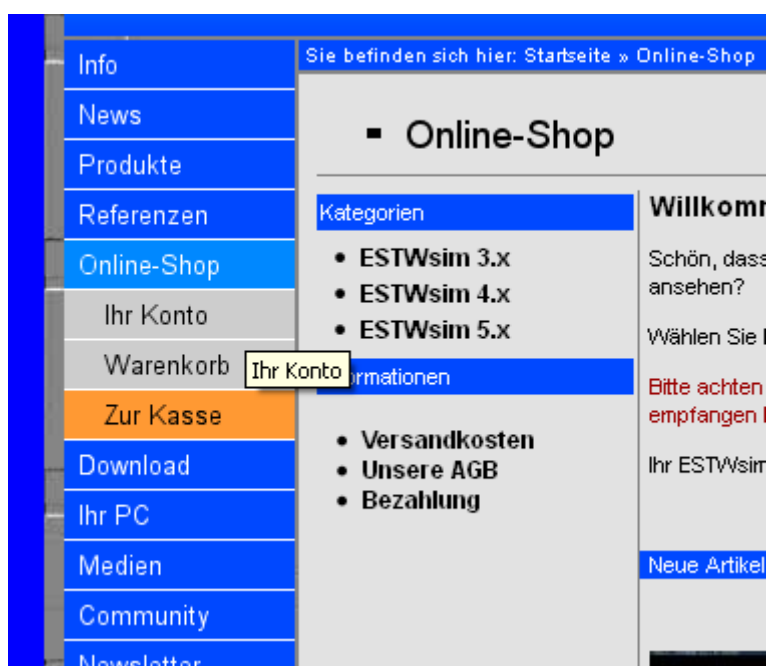 Info
News
Produkte
Referenzen
Online-Shop
Ihr Konto
Warenkorb
Ihr Konto
Zur Kasse
Download
Ihr PC
Medien
Community
Newsletter
Sie befinden sich hier: Startseite » Online-Shop
Online-Shop
Kategorien
• ESTWsim 3.x
• ESTWsim 4.x
• ESTWsim 5.x
• Versandkosten
• Unsere AGB
• Bezahlung
Schön, dass
ansehen?
Wählen Sie
Bitte achten
empfangen
Ihr ESTWsim
Neue Artikel